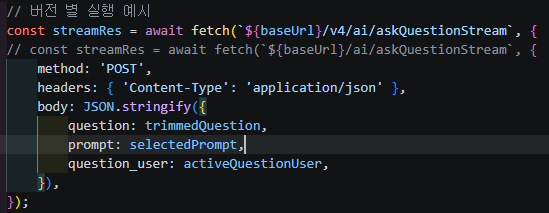 // 버전 별 실행 예시
const streamRes = await fetch(`${baseUrl}/v4/ai/askQuestionStream`, {
// const streamRes = await fetch(`${baseUrl}/ai/askQuestionStream`, {
    method: 'POST',
    headers: { 'Content-Type': 'application/json' },
    body: JSON.stringify({
        question: trimmedQuestion,
        prompt: selectedPrompt,
        question_user: activeQuestionUser,
    }),
});